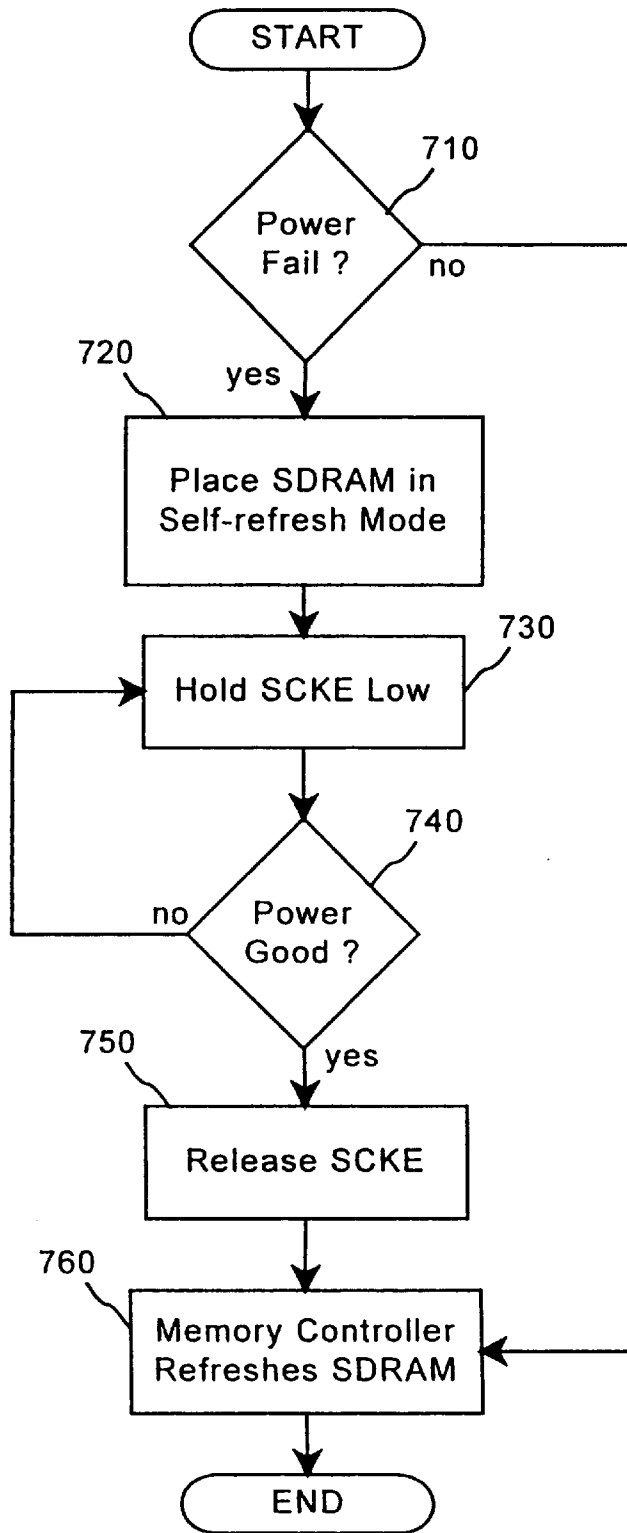 START
710
Power
Fail ?
no
720
yes
Place SDRAM in
Self-refresh Mode
730
Hold SCKE Low
740
no
Power
Good ?
750
yes
Release SCKE
760
Memory Controller
Refreshes SDRAM
END